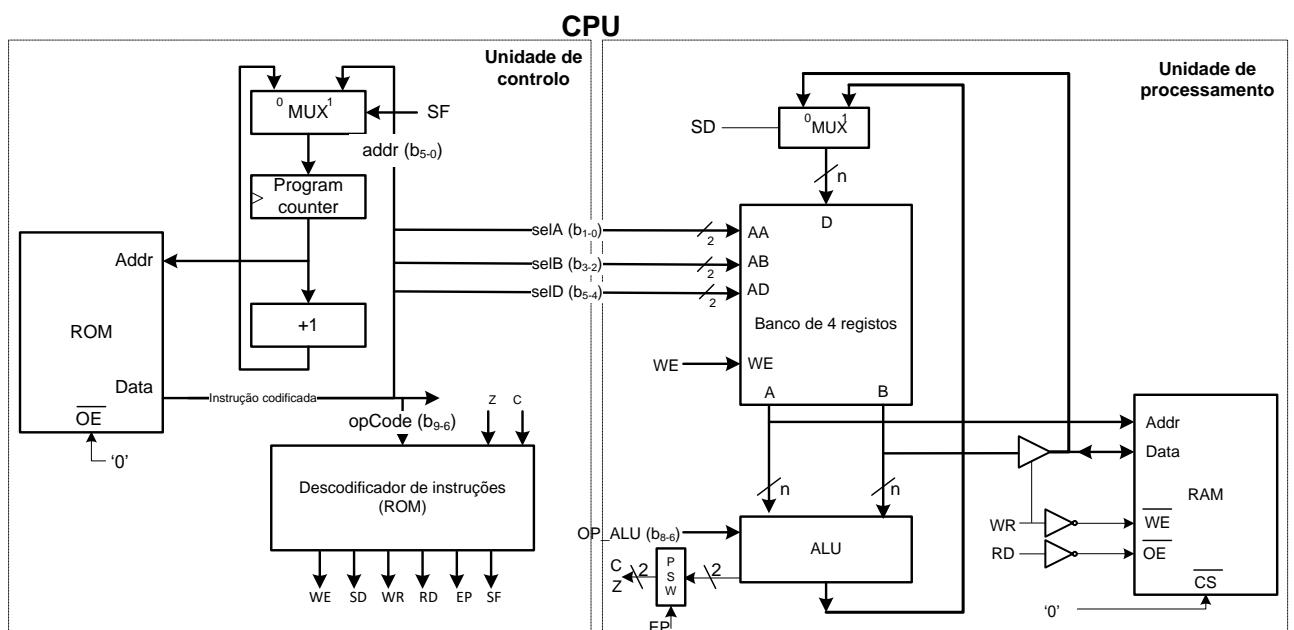 CPU
Unidade de
controlo
0 MUX 1
SF
addr (b5-0)
Program
counter
Addr
ROM
+1
Data
OE
'0'
Instrução codificada
opCode (b9-6)
Z
C
Descodificador de instruções
(ROM)
WE
SD
WR
RD
EP
SF
selA (b1-0)
2
selB (b3-2)
2
selD (b5-4)
2
Unidade de
processamento
SD
0 MUX 1
n
D
AA
AB
AD
Banco de 4 registos
WE
WE
A
B
n
n
OP_ALU (b8-6)
ALU
C
Z
2
P
S
W
2
EP
Addr
Data
RAM
WR
WE
RD
OE
CS
'0'